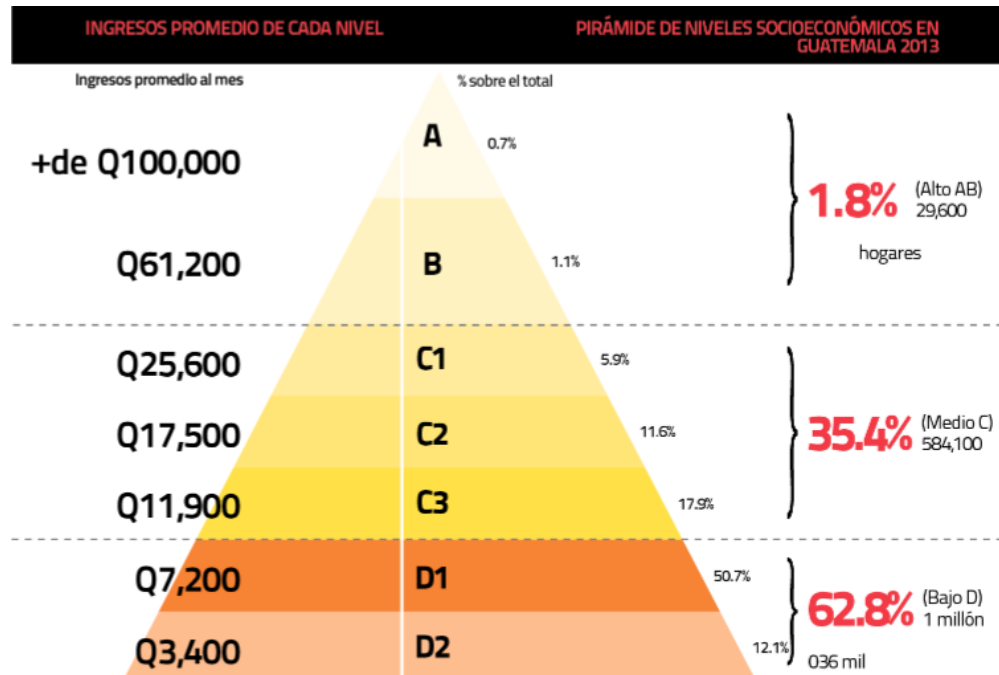 INGRESOS PROMEDIO DE CADA NIVEL
PIRÁMIDE DE NIVELES SOCIOECONÓMICOS EN
GUATEMALA 2013
Ingresos promedio al mes
% sobre el total
+de Q100,000
A
0.7%
Q61,200
B
1.1%
1.8%
(Alto AB)
29,600
hogares
Q25,600
C1
5.9%
Q17,500
C2
11.6%
Q11,900
C3
17.9%
35.4%
(Medio C)
584,100
Q7,200
D1
50.7%
Q3,400
D2
12.1%
62.8%
(Bajo D)
1 millón
036 mil